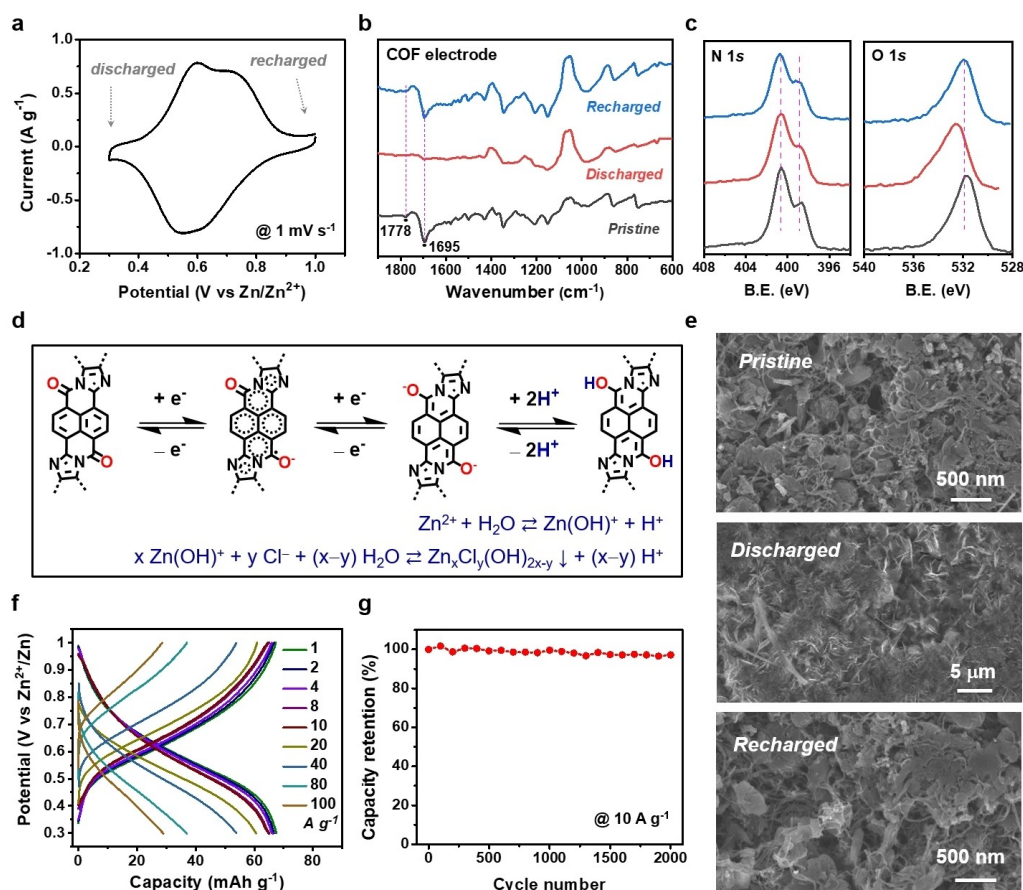 a
1.0
0.5
0.0
-0.5
-1.0
Current (A g⁻¹)
discharged
recharged
@ 1 mV s⁻¹
0.2 0.4 0.6 0.8 1.0
Potential (V vs Zn/Zn²⁺)
b
COF electrode
Recharged
Discharged
Pristine
1778
1695
1800 1600 1400 1200 1000 800 600
Wavenumber (cm⁻¹)
c
N 1s
408 404 400 396
B.E. (eV)
O 1s
540 536 532 528
B.E. (eV)
d
O N N
N N O
+ e⁻
– e⁻
O N N
N N O⁻
+ e⁻
– e⁻
⁻O N N
N N O⁻
+ 2H⁺
– 2H⁺
HO N N
N N OH
Zn²⁺ + H₂O ⇄ Zn(OH)⁺ + H⁺
x Zn(OH)⁺ + y Cl⁻ + (x–y) H₂O ⇄ ZnₓClᵧ(OH)₂ₓ₋ᵧ ↓ + (x–y) H⁺
e
Pristine
500 nm
Discharged
5 μm
Recharged
500 nm
f
1.0
0.9
0.8
0.7
0.6
0.5
0.4
0.3
Potential (V vs Zn²⁺/Zn)
1
2
4
8
10
20
40
80
100
A g⁻¹
0 20 40 60 80
Capacity (mAh g⁻¹)
g
120
100
80
60
40
20
0
Capacity retention (%)
@ 10 A g⁻¹
0 500 1000 1500 2000
Cycle number